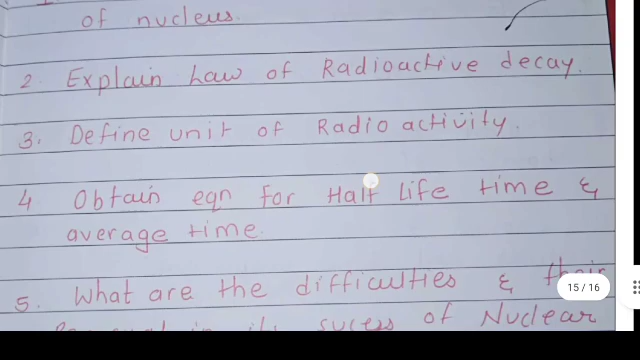 of nucleus.
2. Explain Law of Radioactive decay.
3. Define unit of Radio activity.
4 Obtain eqn for Half Life time &
average time.
5. What are the difficulties & their
in sucess of Nuclear
15 / 16